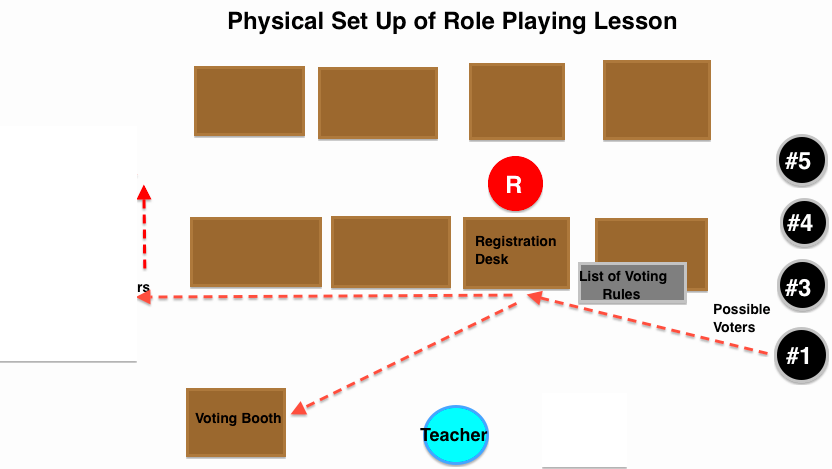 Physical Set Up of Role Playing Lesson
#5
R
#4
Registration
Desk
List of Voting
Rules
rs
#3
Possible
Voters
#1
Voting Booth
Teacher